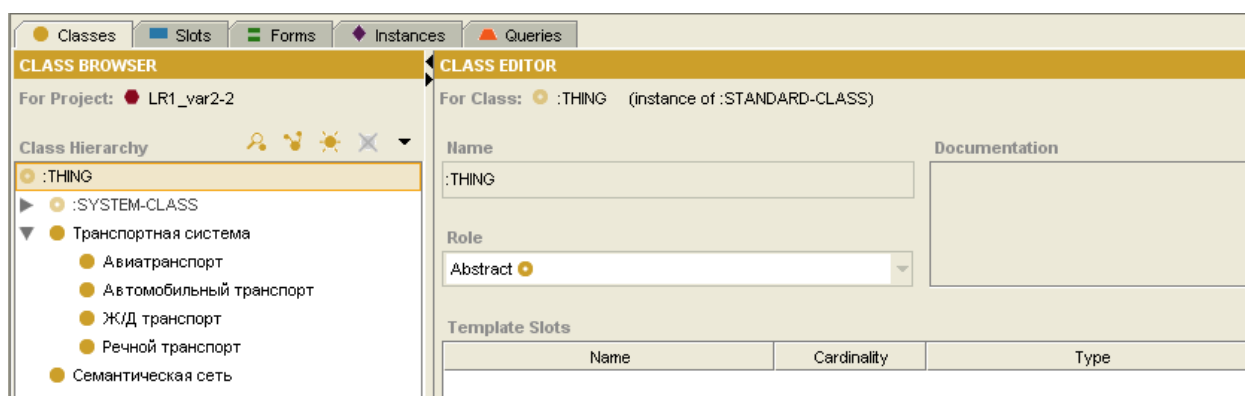 Classes Slots Forms Instances Queries
CLASS BROWSER
For Project: LR1_var2-2
Class Hierarchy
:THING
:SYSTEM-CLASS
Транспортная система
Авиатранспорт
Автомобильный транспорт
Ж/Д транспорт
Речной транспорт
Семантическая сеть
CLASS EDITOR
For Class: :THING (instance of :STANDARD-CLASS)
Name Documentation
:THING
Role
Abstract
Template Slots
Name Cardinality Type